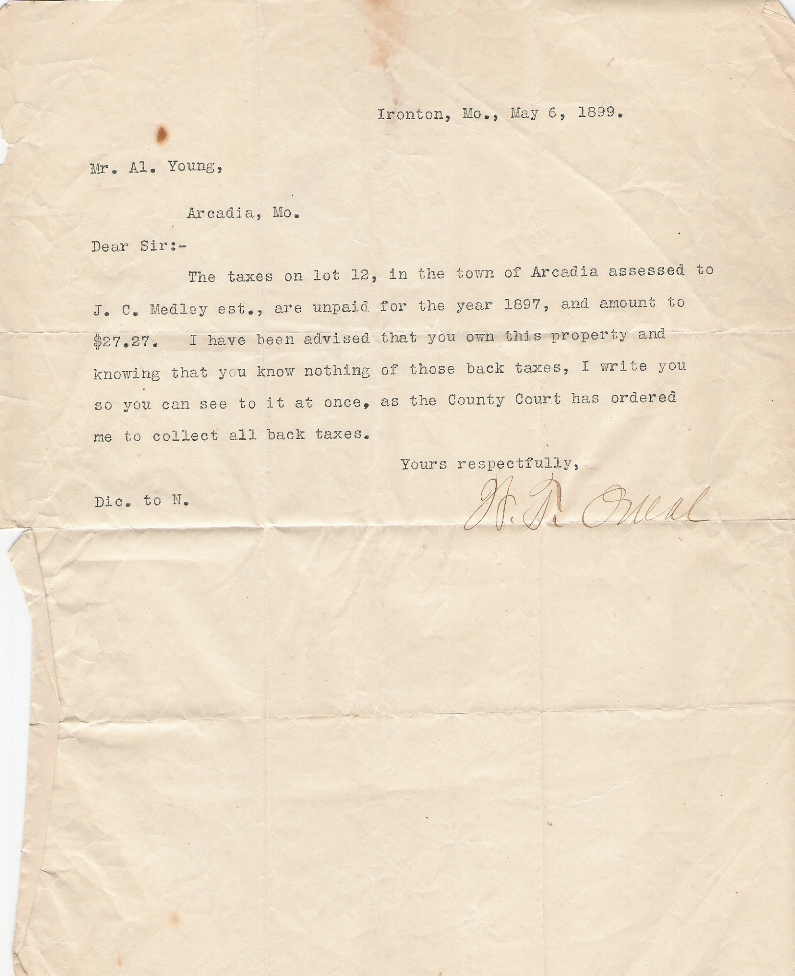 Ironton, Mo., May 6, 1899.
Mr. Al. Young,
Arcadia, Mo.
Dear Sir:-
The taxes on lot 12, in the town of Arcadia assessed to
J. C. Medley est., are unpaid for the year 1897, and amount to
$27.27. I have been advised that you own this property and
knowing that you know nothing of those back taxes, I write you
so you can see to it at once, as the County Court has ordered
me to collect all back taxes.
Yours respectfully,
Dic. to N.
O'Neal